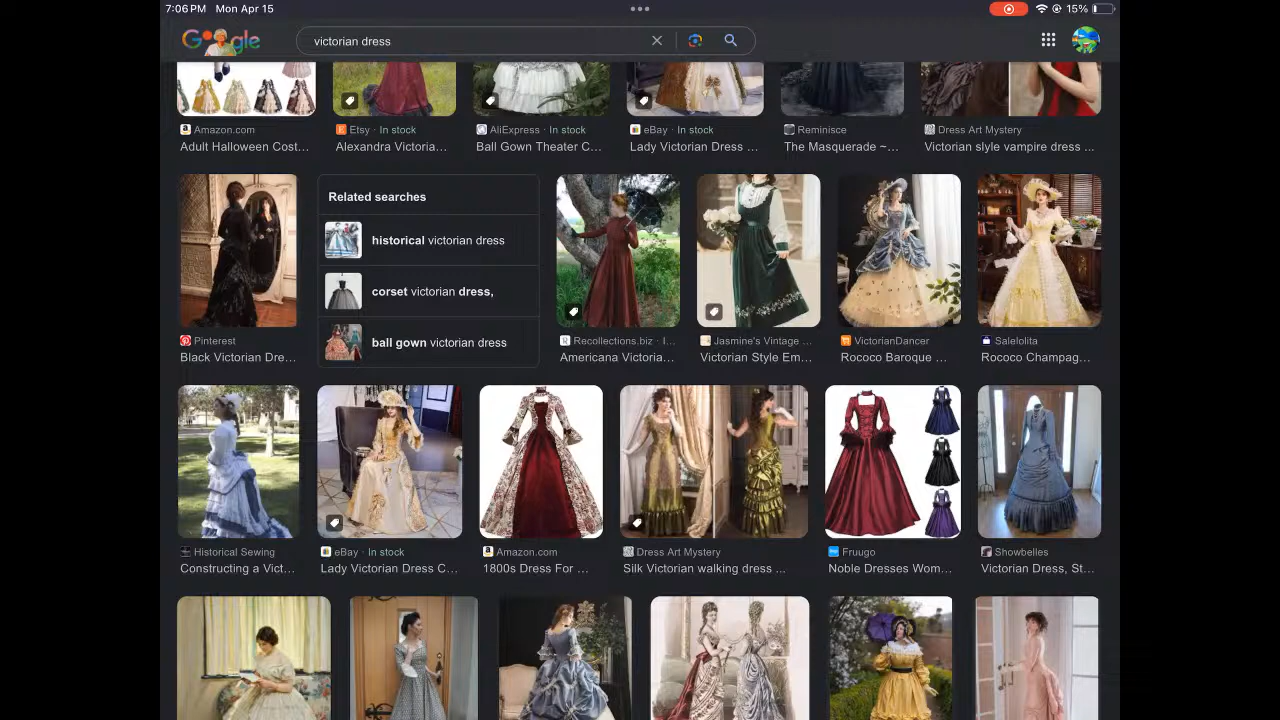 7:06 PM Mon Apr 15
15%
Google
victorian dress
Amazon.com
Adult Halloween Cost...
Etsy · In stock
Alexandra Victoria...
AliExpress · In stock
Ball Gown Theater C...
eBay · In stock
Lady Victorian Dress ...
Reminisce
The Masquerade ~...
Dress Art Mystery
Victorian slyle vampire dress ...
Related searches
historical victorian dress
corset victorian dress,
ball gown victorian dress
Pinterest
Black Victorian Dre...
Recollections.biz · I...
Americana Victoria...
Jasmine's Vintage ...
Victorian Style Em...
VictorianDancer
Rococo Baroque ...
Salelolita
Rococo Champag...
Historical Sewing
Constructing a Vict...
eBay · In stock
Lady Victorian Dress C...
Amazon.com
1800s Dress For ...
Dress Art Mystery
Silk Victorian walking dress ...
Fruugo
Noble Dresses Wom...
Showbelles
Victorian Dress, St...